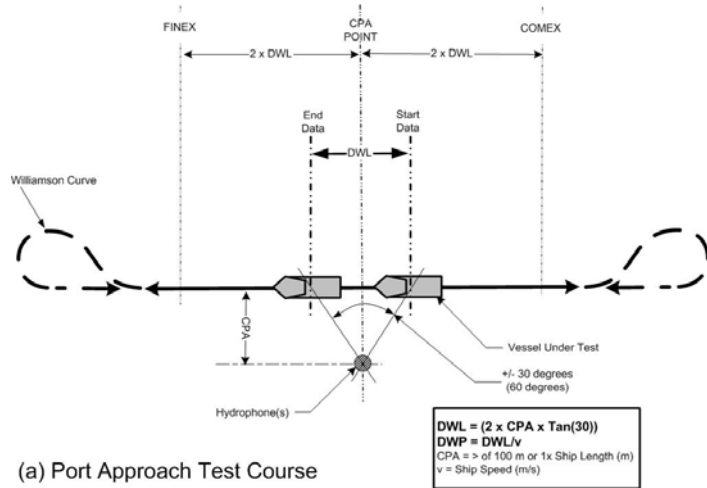 FINEX
CPA
POINT
COMEX
2 x DWL
2 x DWL
End
Data
Start
Data
DWL
Williamson Curve
CPA
Vessel Under Test
+/- 30 degrees
(60 degrees)
Hydrophone(s)
DWL = (2 x CPA x Tan(30))
DWP = DWL/v
CPA = > of 100 m or 1x Ship Length (m)
v = Ship Speed (m/s)
(a) Port Approach Test Course